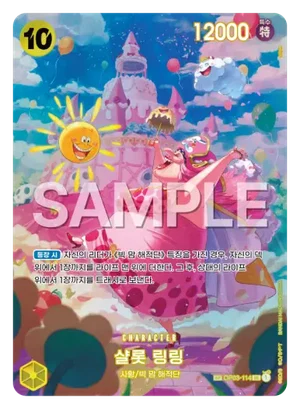 10
12000
특수
特
SAMPLE
등장 시 자신의 리더가 《빅 맘 해적단》 특징을 가진 경우, 자신의 덱
위에서 1장까지를 라이프 맨 위에 더한다. 그 후, 상대의 라이프
위에서 1장까지를 트래시로 보낸다.
CHARACTER
샬롯 링링
사황/빅 맘 해적단
OP03-114